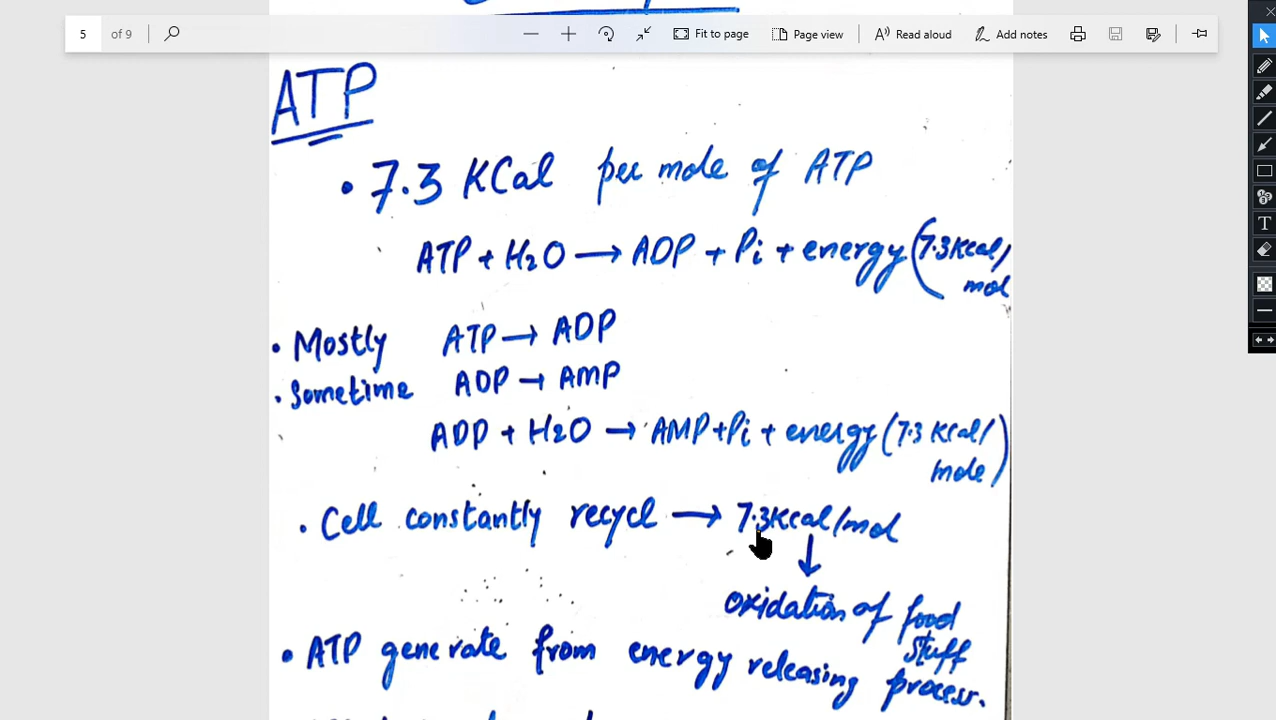 5 of 9
Fit to page
Page view
Read aloud
Add notes
ATP
• 7.3 KCal per mole of ATP
ATP + H2O → ADP + Pi + energy (7.3 Kcal/
mol
• Mostly ATP → ADP
• Sometime ADP → AMP
ADP + H2O → AMP + Pi + energy (7.3 Kcal/
mole)
• Cell constantly recycl → 7.3Kcal/mol
↓
oxidation of food
stuff
• ATP generate from energy releasing process.